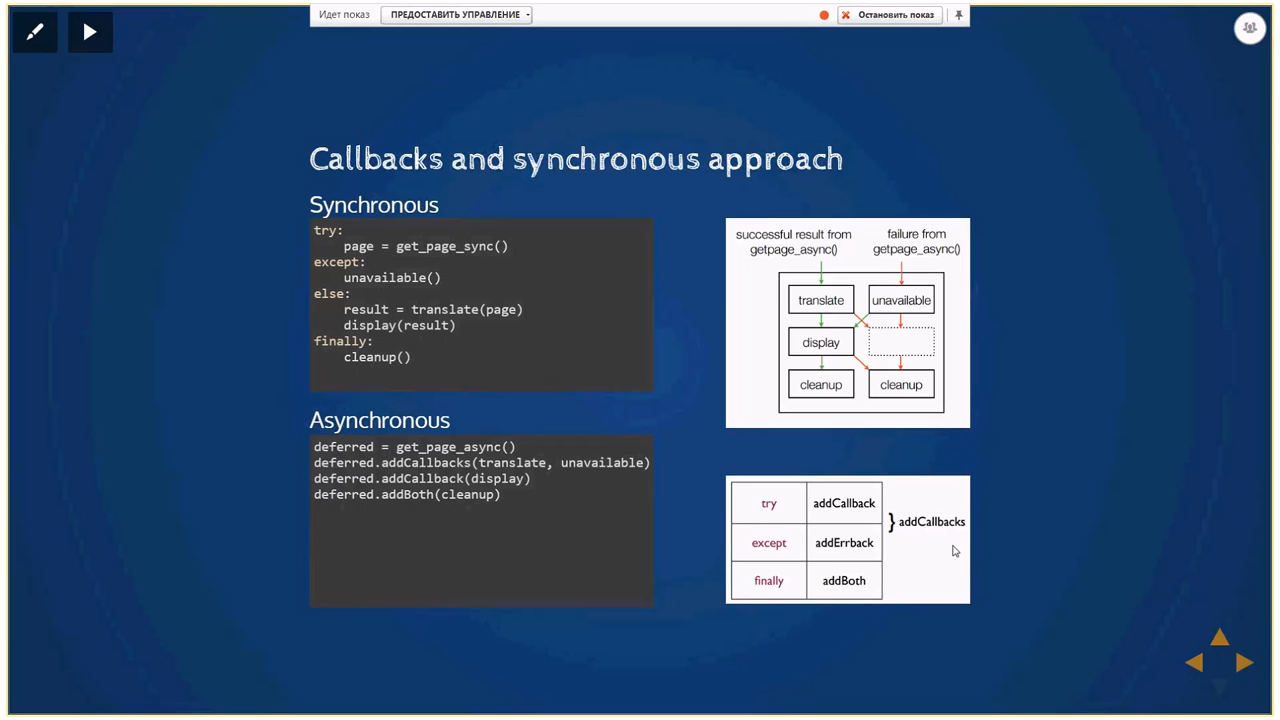 Идет показ
ПРЕДОСТАВИТЬ УПРАВЛЕНИЕ
Остановить показ
Callbacks and synchronous approach
Synchronous
try:
page = get_page_sync()
except:
unavailable()
else:
result = translate(page)
display(result)
finally:
cleanup()
successful result from
getpage_async()
failure from
getpage_async()
translate
unavailable
display
cleanup
cleanup
Asynchronous
deferred = get_page_async()
deferred.addCallbacks(translate, unavailable)
deferred.addCallback(display)
deferred.addBoth(cleanup)
try
addCallback
} addCallbacks
except
addErrback
finally
addBoth